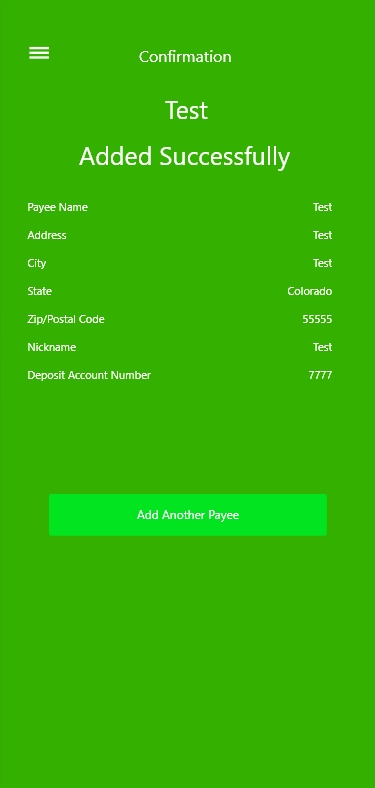 Confirmation
Test
Added Successfully
Payee Name Test
Address Test
City Test
State Colorado
Zip/Postal Code 55555
Nickname Test
Deposit Account Number 7777
Add Another Payee